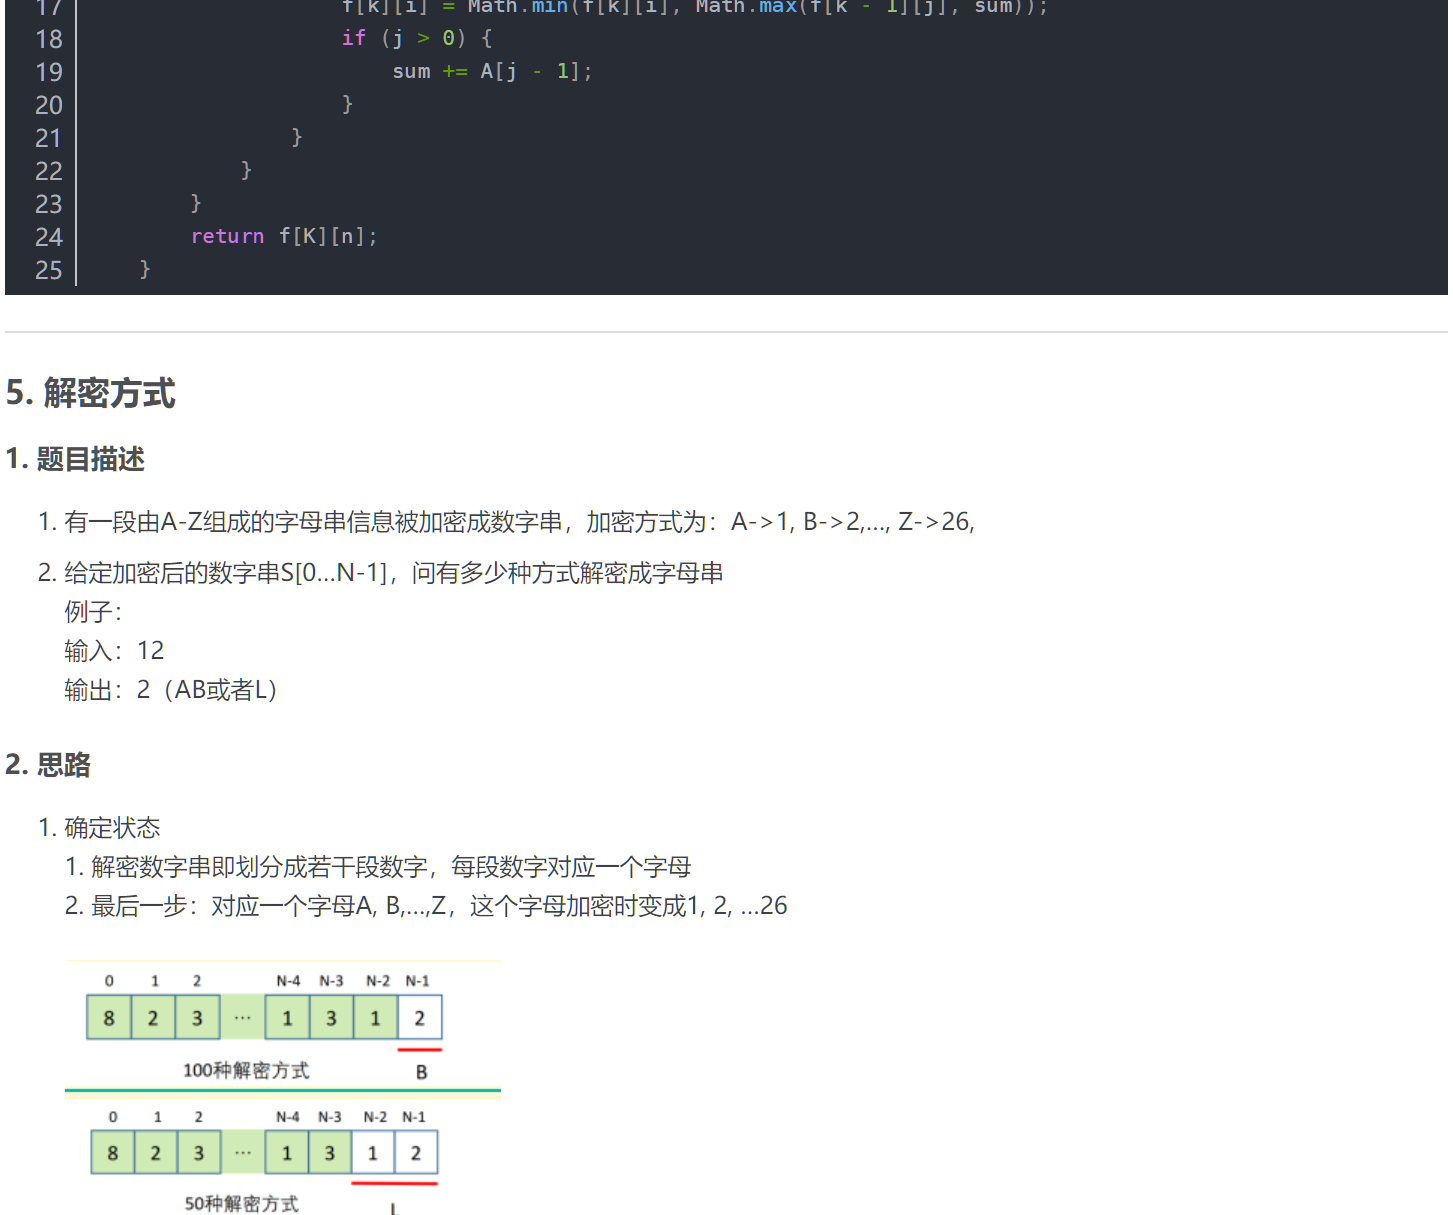 17 f[k][i] = Math.min(f[k][i], Math.max(f[k - 1][j], sum));
18 if (j > 0) {
19 sum += A[j - 1];
20 }
21 }
22 }
23 }
24 return f[K][n];
25 }
5. 解密方式
1. 题目描述
1. 有一段由A-Z组成的字母串信息被加密成数字串，加密方式为：A->1, B->2,..., Z->26,
2. 给定加密后的数字串S[0...N-1]，问有多少种方式解密成字母串
例子：
输入：12
输出：2（AB或者L）
2. 思路
1. 确定状态
1. 解密数字串即划分成若干段数字，每段数字对应一个字母
2. 最后一步：对应一个字母A, B,...,Z，这个字母加密时变成1, 2, ...26
0 1 2 N-4 N-3 N-2 N-1
8 2 3 ... 1 3 1 2
100种解密方式 B
0 1 2 N-4 N-3 N-2 N-1
8 2 3 ... 1 3 1 2
50种解密方式 L